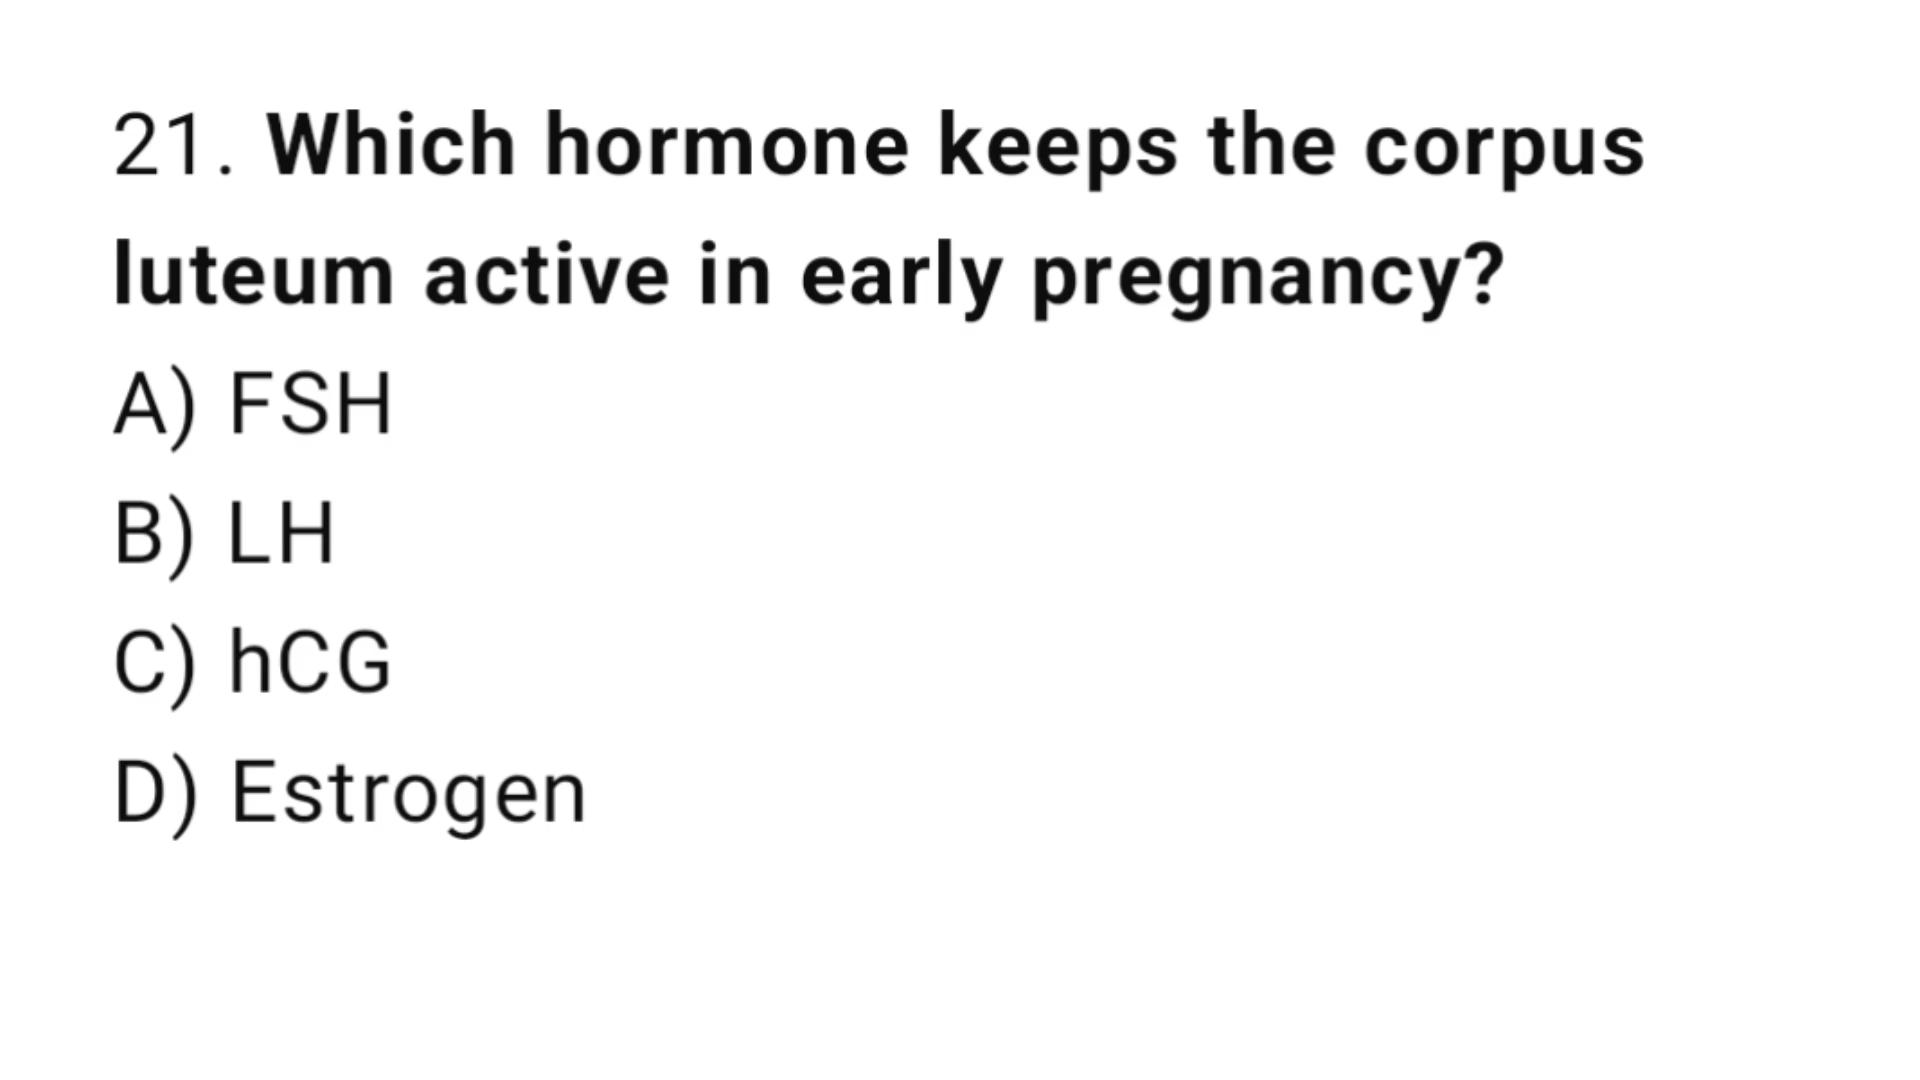 21. Which hormone keeps the corpus
luteum active in early pregnancy?
A) FSH
B) LH
C) hCG
D) Estrogen